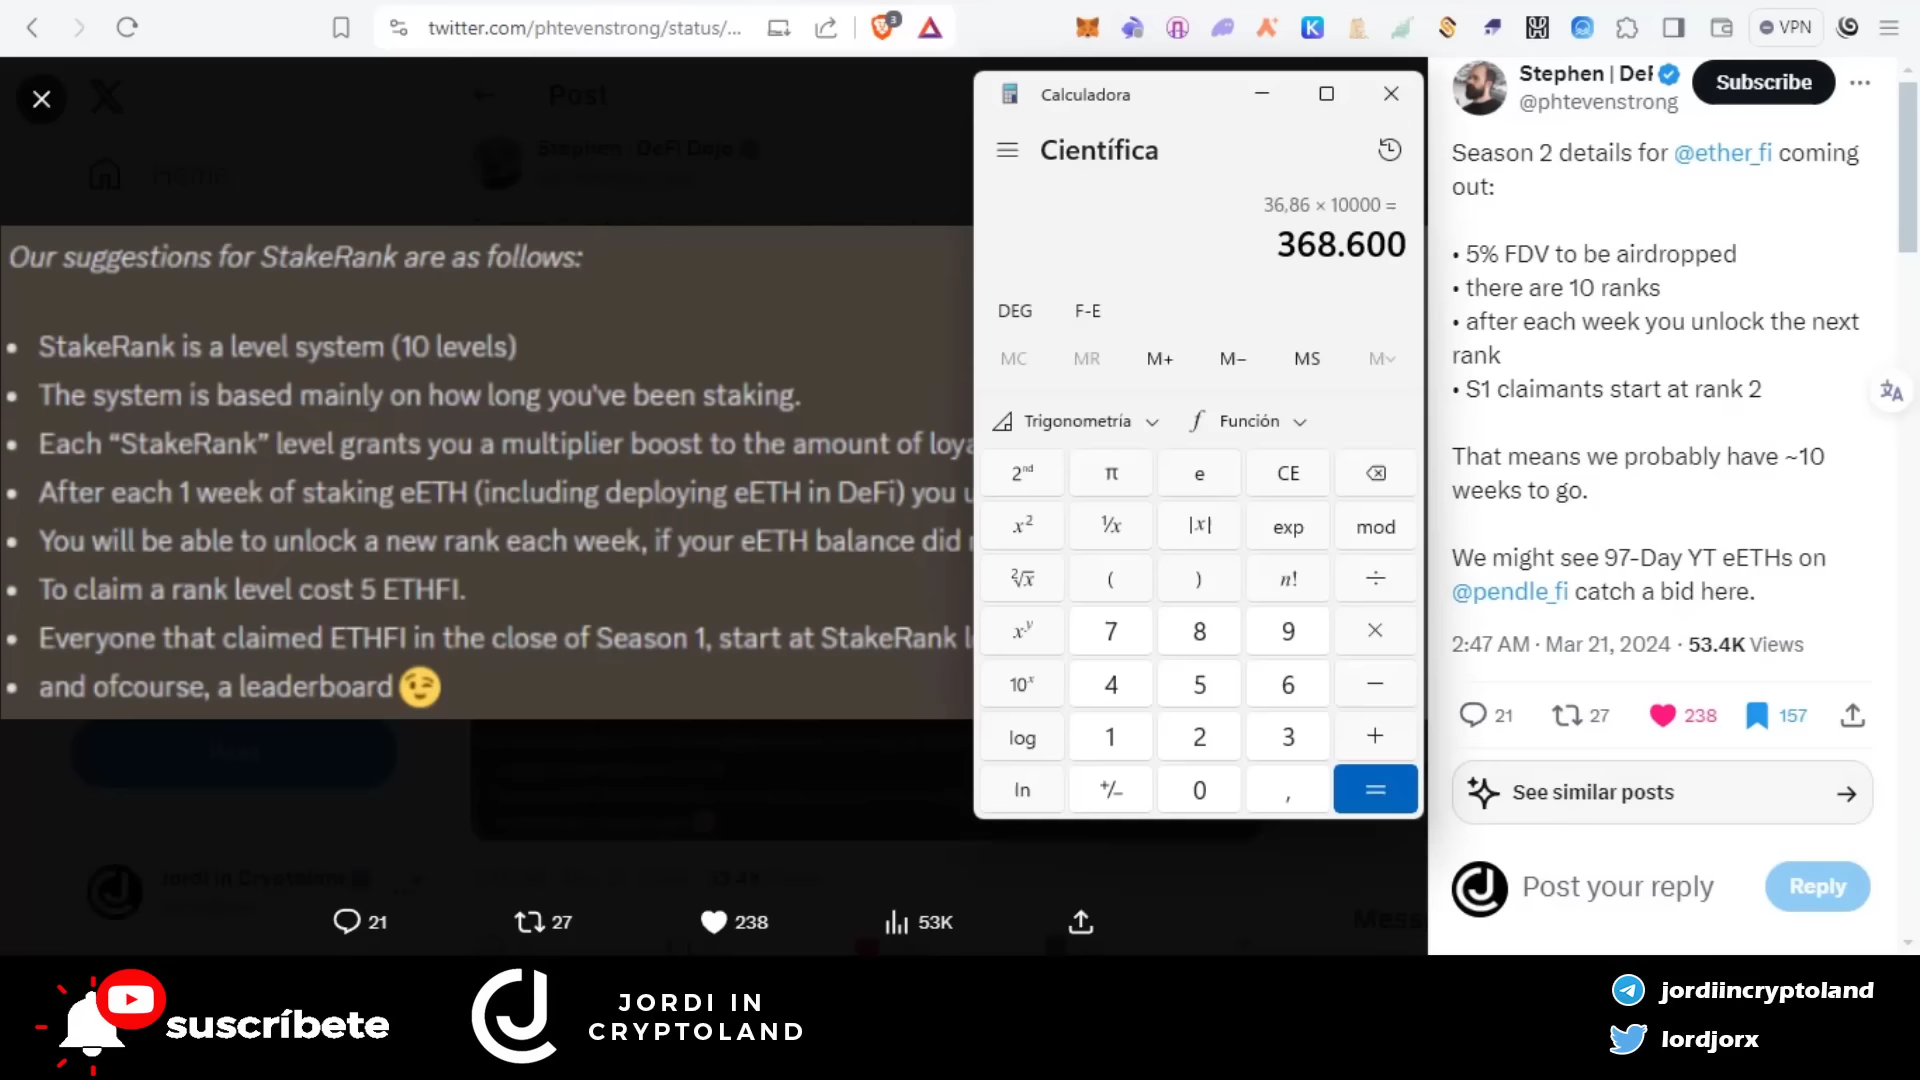 twitter.com/phtevenstrong/status/...
3
VPN
Post
Home
Our suggestions for StakeRank are as follows:
• StakeRank is a level system (10 levels)
• The system is based mainly on how long you've been staking.
• Each “StakeRank” level grants you a multiplier boost to the amount of
• After each 1 week of staking eETH (including deploying eETH in DeFi) you
• You will be able to unlock a new rank each week, if your eETH balance did
• To claim a rank level cost 5 ETHFI.
• Everyone that claimed ETHFI in the close of Season 1, start at StakeRank
• and ofcourse, a leaderboard 😉
Jordi in Cryptoland
21
27
238
53K
Calculadora
Científica
36,86 × 10000 =
368.600
DEG F-E
MC MR M+ M− MS M˅
Trigonometría f Función
2ⁿᵈ π e CE
x² ¹⁄x |x| exp mod
²√x ( ) n! ÷
xʸ 7 8 9 ×
10ˣ 4 5 6 −
log 1 2 3 +
ln +/− 0 , =
Stephen | DeF
@phtevenstrong
Subscribe
Season 2 details for @ether_fi coming
out:
• 5% FDV to be airdropped
• there are 10 ranks
• after each week you unlock the next
rank
• S1 claimants start at rank 2
That means we probably have ~10
weeks to go.
We might see 97-Day YT eETHs on
@pendle_fi catch a bid here.
2:47 AM · Mar 21, 2024 · 53.4K Views
21 27 238 157
See similar posts
Post your reply
Reply
suscríbete
JORDI IN
CRYPTOLAND
jordiincryptoland
lordjorx